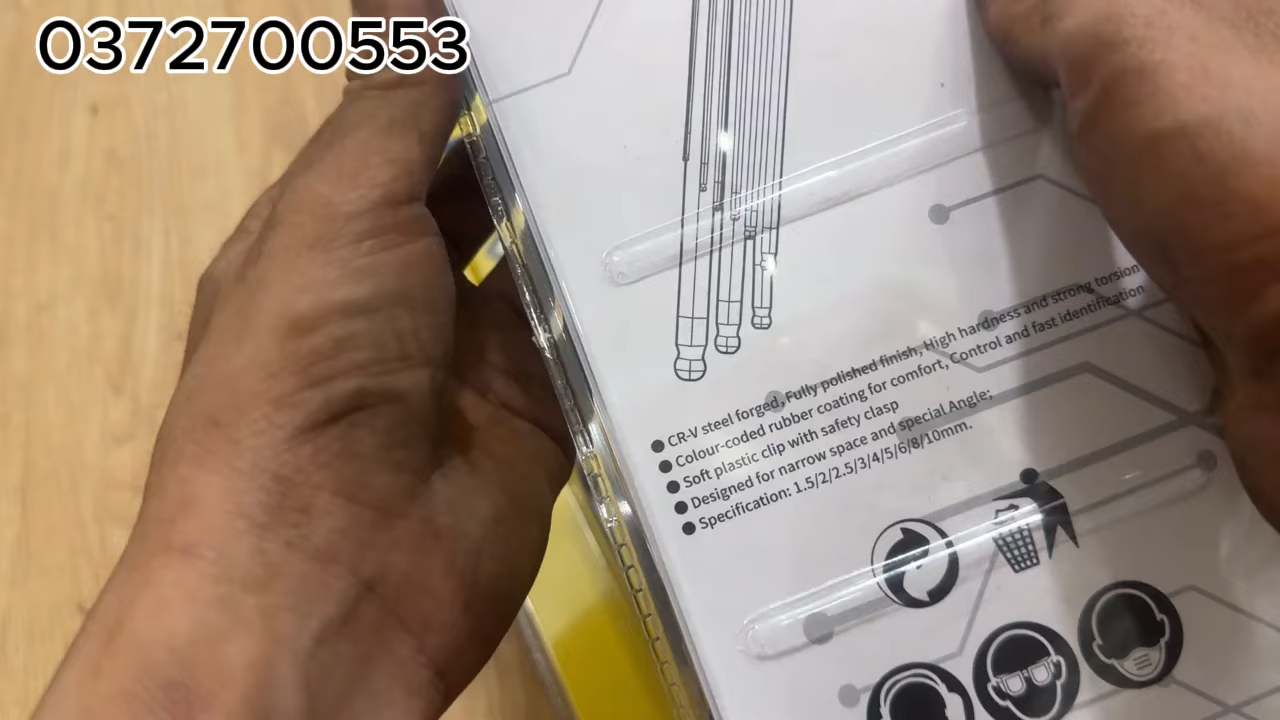 0372700553
CR-V steel forged, Fully polished finish, High hardness and strong torsion
Colour-coded rubber coating for comfort, Control and fast identification
Soft plastic clip with safety clasp
Designed for narrow space and special Angle;
Specification: 1.5/2/2.5/3/4/5/6/8/10mm.